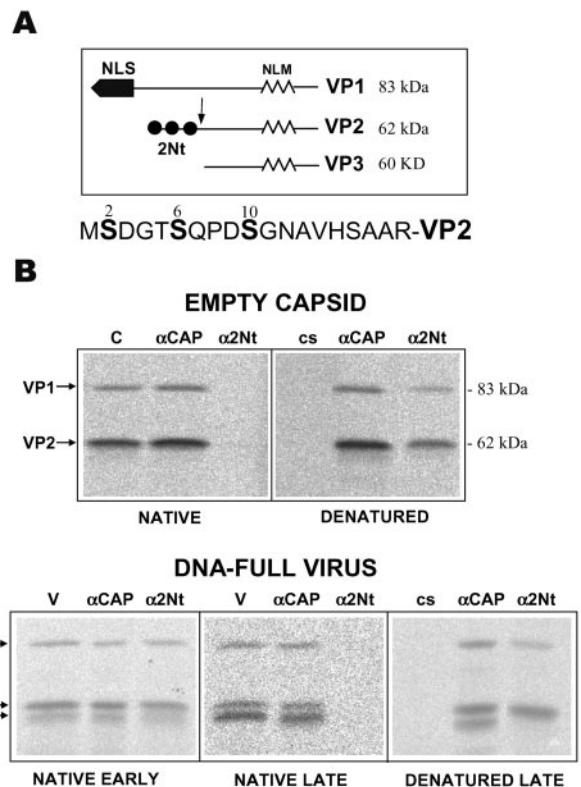 A
NLS NLM VP1 83 kDa
VP2 62 kDa
2Nt
VP3 60 KD
2 6 10
MSDGTSQPDSGNAVHSAAR-VP2
B
EMPTY CAPSID
C αCAP α2Nt cs αCAP α2Nt
VP1 - 83 kDa
VP2 - 62 kDa
NATIVE DENATURED
DNA-FULL VIRUS
V αCAP α2Nt V αCAP α2Nt cs αCAP α2Nt
NATIVE EARLY NATIVE LATE DENATURED LATE